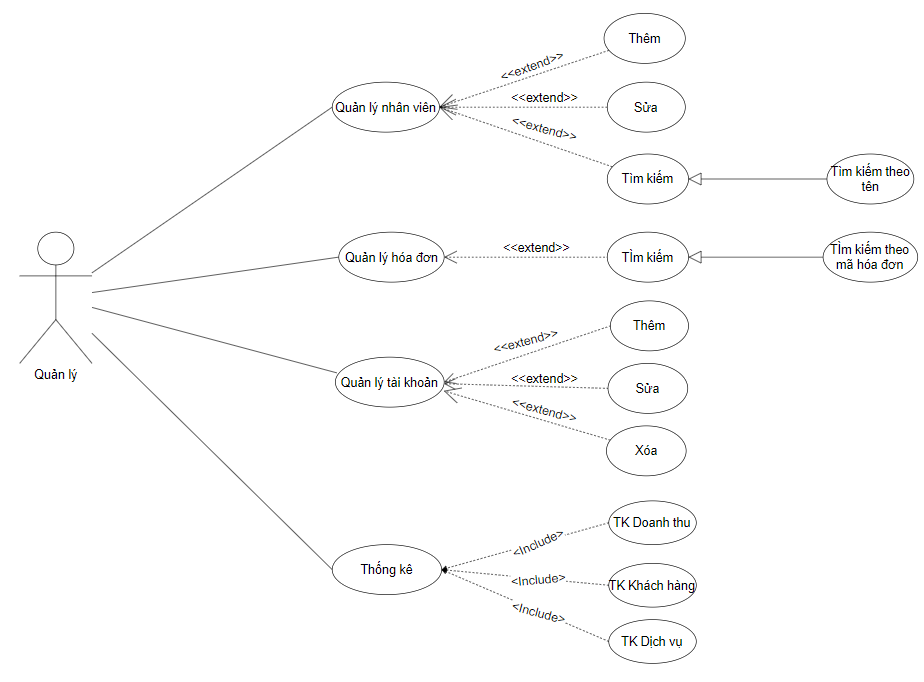 Thêm
<<extend>>
Quản lý nhân viên
<<extend>>
Sửa
<<extend>>
Tìm kiếm
Tìm kiếm theo
tên
Quản lý hóa đơn
<<extend>>
TÌm kiếm
TÌm kiếm theo
mã hóa đơn
Quản lý
Thêm
<<extend>>
Quản lý tài khoản
<<extend>>
Sửa
<<extend>>
Xóa
TK Doanh thu
<Include>
Thống kê
<Include>
TK Khách hàng
<Include>
TK Dịch vụ